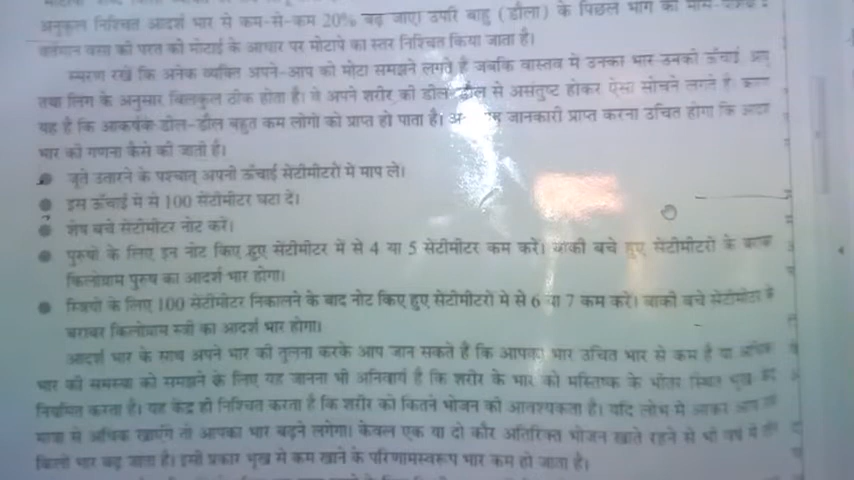 अनुकूल निश्चित आदर्श भार से कम-से-कम 20% बढ़ जाए। उपरि बाहु (डौला) के पिछले भाग की
वर्तमान वसा की परत की मोटाई के आधार पर मोटापे का स्तर निश्चित किया जाता है।
स्मरण रखें कि अनेक व्यक्ति अपने-आप को मोटा समझने लगते हैं जबकि वास्तव में उनका भार उनकी ऊँचाई
तथा लिंग के अनुसार बिलकुल ठीक होता है। वे अपने शरीर की डील-डौल से असंतुष्ट होकर ऐसा सोचने लगते हैं।
यह है कि आकर्षक डील-डौल बहुत कम लोगों को प्राप्त हो पाता है। जानकारी प्राप्त करना उचित होगा कि आदर्श
भार की गणना कैसे की जाती है।
● जूते उतारने के पश्चात् अपनी ऊँचाई सेंटीमीटरों में माप लें।
● इस ऊँचाई में से 100 सेंटीमीटर घटा दें।
● शेष बचे सेंटीमीटर नोट करें।
● पुरुषों के लिए इन नोट किए हुए सेंटीमीटर में से 4 या 5 सेंटीमीटर कम करें। बाकी बचे हुए सेंटीमीटरों के बराबर
किलोग्राम पुरुष का आदर्श भार होगा।
● स्त्रियों के लिए 100 सेंटीमीटर निकालने के बाद नोट किए हुए सेंटीमीटरों में से 6 या 7 कम करें। बाकी बचे सेंटीमीटर के
बराबर किलोग्राम स्त्री का आदर्श भार होगा।
आदर्श भार के साथ अपने भार की तुलना करके आप जान सकते हैं कि आपका भार उचित भार से कम है या अधिक
भार की समस्या को समझने के लिए यह जानना भी अनिवार्य है कि शरीर के भार को मस्तिष्क के भीतर स्थित भूख
नियमित करता है। यह केंद्र ही निश्चित करता है कि शरीर को कितने भोजन की आवश्यकता है। यदि लोभ में आकर आप
मात्रा से अधिक खाएँगे तो आपका भार बढ़ने लगेगा। केवल एक या दो कौर अतिरिक्त भोजन खाते रहने से भी वर्ष में
किलो भार बढ़ जाता है। इसी प्रकार भूख से कम खाने के परिणामस्वरूप भार कम हो जाता है।